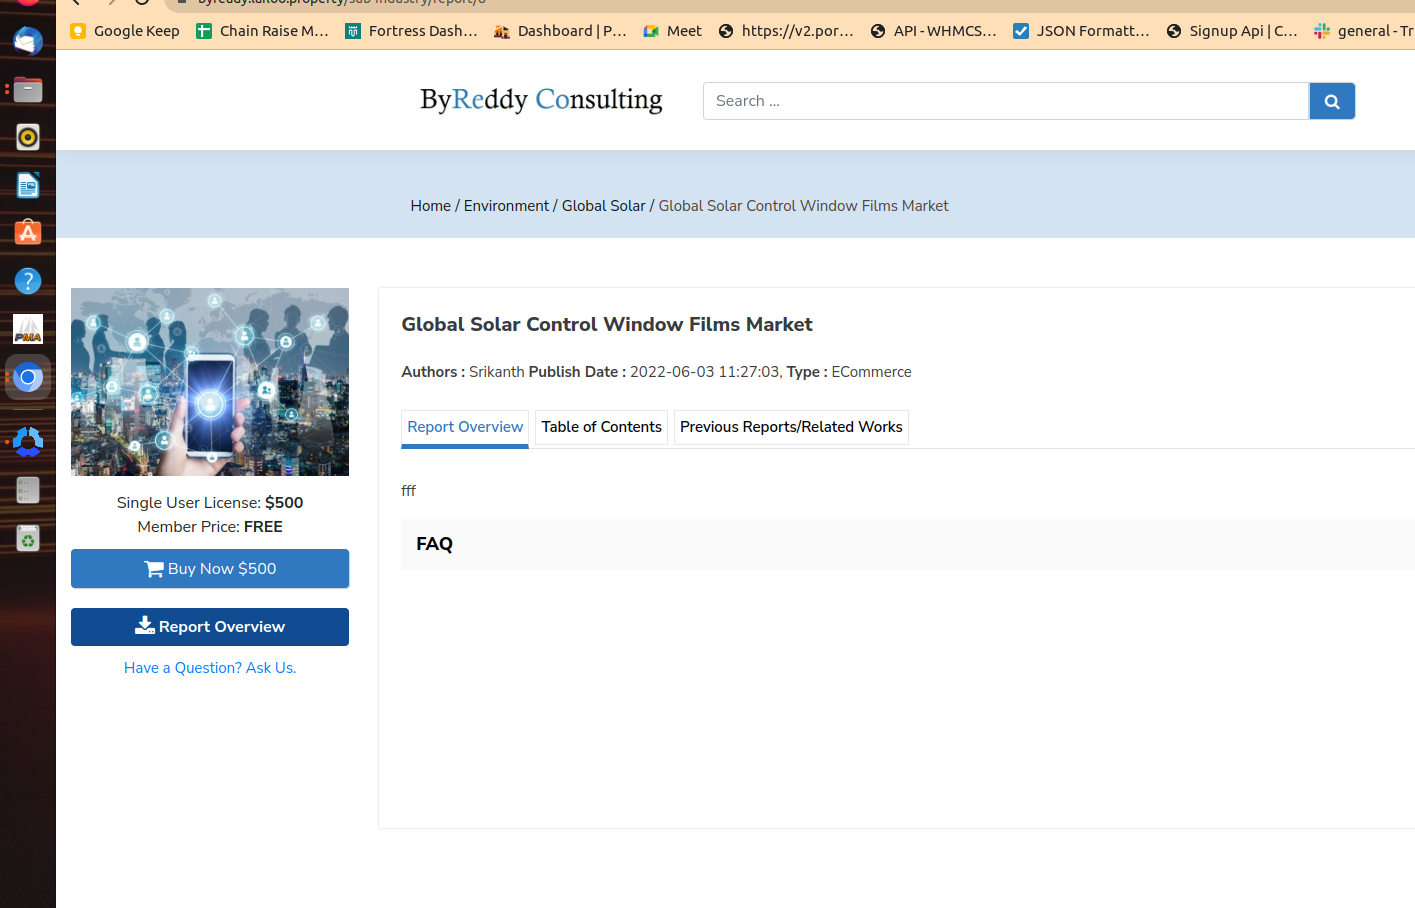 Google Keep Chain Raise M... Fortress Dash... Dashboard | P... Meet https://v2.por... API - WHMCS... JSON Formatt... Signup Api | C... general - Tr
ByReddy Consulting
Search ...
Home / Environment / Global Solar / Global Solar Control Window Films Market
Global Solar Control Window Films Market
Authors : Srikanth Publish Date : 2022-06-03 11:27:03, Type : ECommerce
Report Overview Table of Contents Previous Reports/Related Works
fff
FAQ
Single User License: $500
Member Price: FREE
Buy Now $500
Report Overview
Have a Question? Ask Us.
PMA